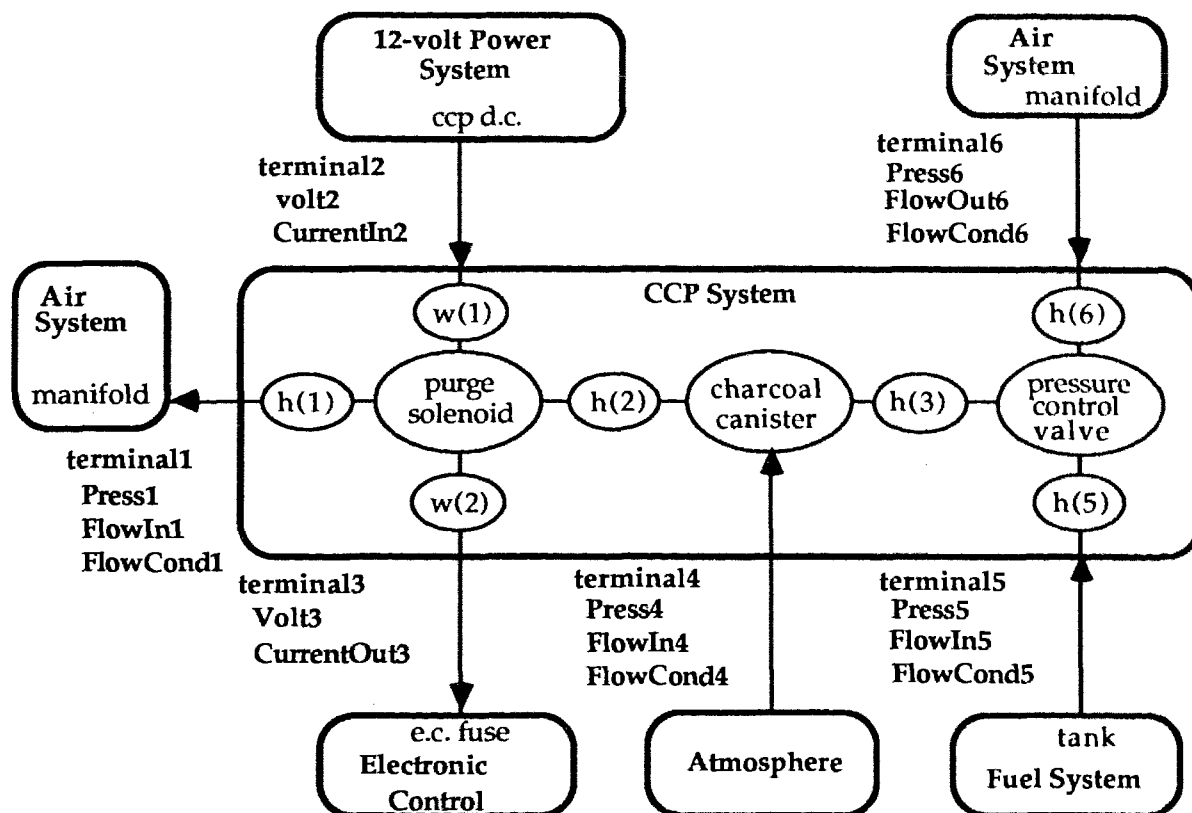 12-volt Power
System
ccp d.c.
Air
System
manifold
terminal2
volt2
CurrentIn2
terminal6
Press6
FlowOut6
FlowCond6
Air
System
manifold
CCP System
w(1)
h(6)
h(1)
purge
solenoid
h(2)
charcoal
canister
h(3)
pressure
control
valve
w(2)
h(5)
terminal1
Press1
FlowIn1
FlowCond1
terminal3
Volt3
CurrentOut3
terminal4
Press4
FlowIn4
FlowCond4
terminal5
Press5
FlowIn5
FlowCond5
e.c. fuse
Electronic
Control
Atmosphere
tank
Fuel System